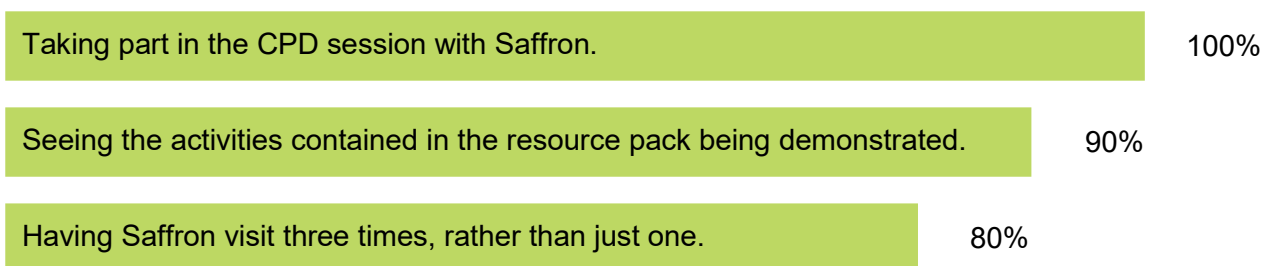 Taking part in the CPD session with Saffron. 100%
Seeing the activities contained in the resource pack being demonstrated. 90%
Having Saffron visit three times, rather than just one. 80%